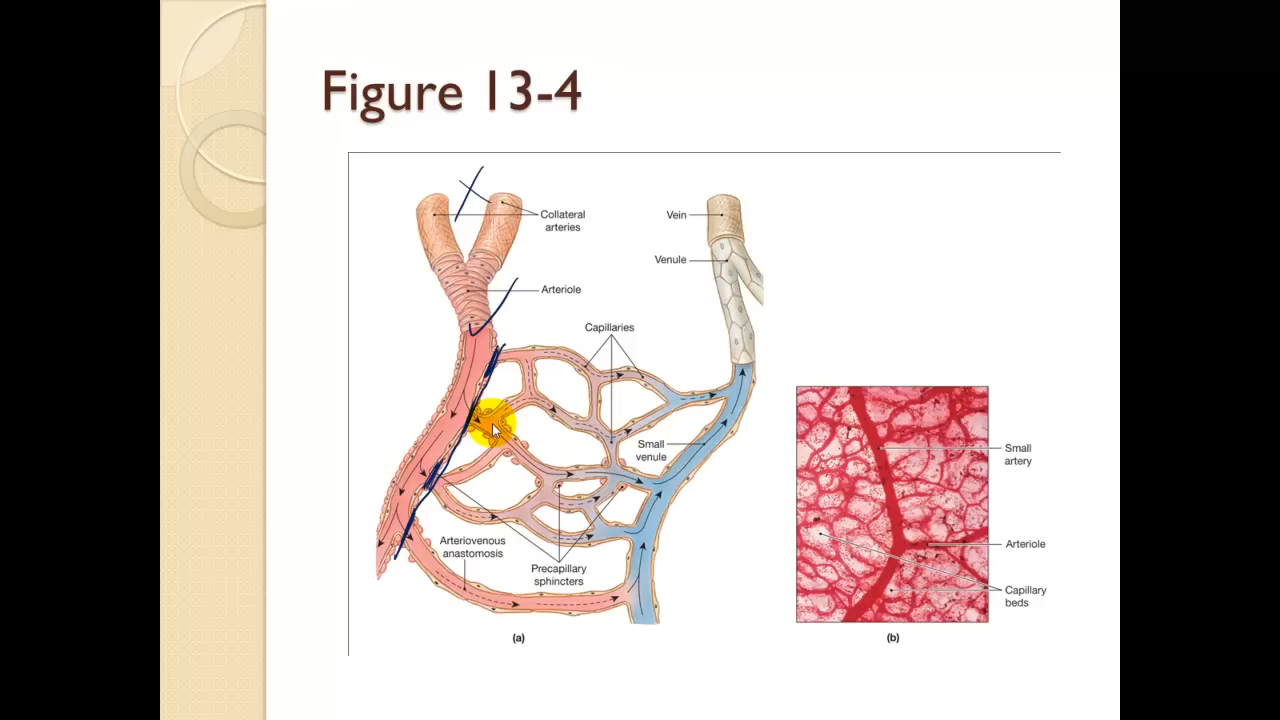 Figure 13-4
Collateral
arteries
Arteriole
Capillaries
Vein
Venule
Small
venule
Arteriovenous
anastomosis
Precapillary
sphincters
(a)
Small
artery
Arteriole
Capillary
beds
(b)